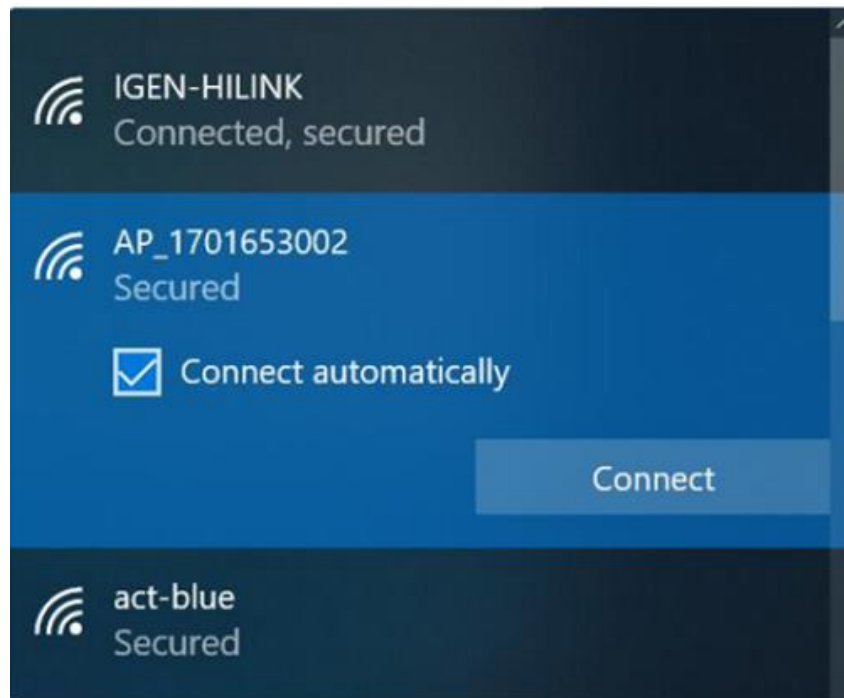 IGEN-HILINK
Connected, secured
AP_1701653002
Secured
Connect automatically
Connect
act-blue
Secured